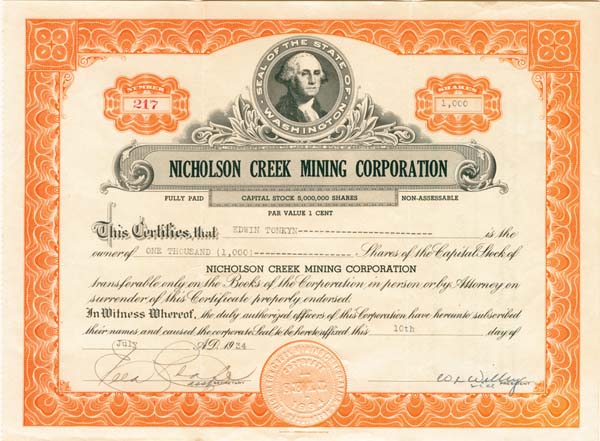 SEAL OF THE STATE OF WASHINGTON
NUMBER
217
SHARES
1,000
NICHOLSON CREEK MINING CORPORATION
FULLY PAID
CAPITAL STOCK 5,000,000 SHARES
NON-ASSESSABLE
PAR VALUE 1 CENT
This Certifies, that EDWIN TONKYN is the
owner of ONE THOUSAND (1,000) Shares of the Capital Stock of
NICHOLSON CREEK MINING CORPORATION
transferable only on the Books of the Corporation in person or by Attorney on
surrender of this Certificate properly endorsed.
In Witness Whereof, the duly authorized officers of this Corporation have hereunto subscribed
their names and caused the corporate Seal to be hereto affixed this 10th day of
July A.D. 1934
SEAL